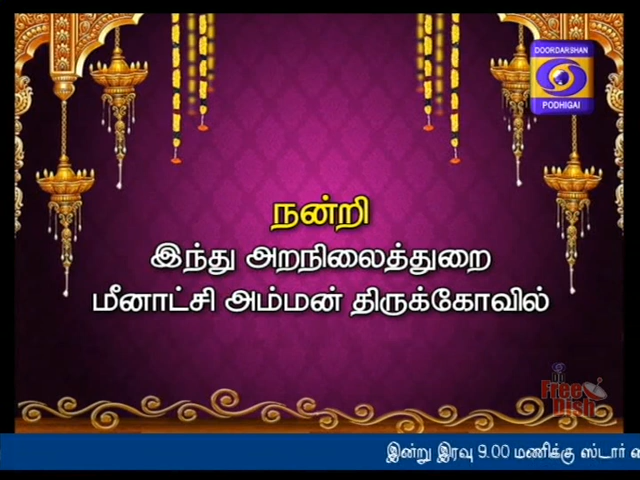 DOORDARSHAN
PODHIGAI
நன்றி
இந்து அறநிலைத்துறை
மீனாட்சி அம்மன் திருக்கோவில்
Free
Dish
இன்று இரவு 9.00 மணிக்கு ஸ்டார்